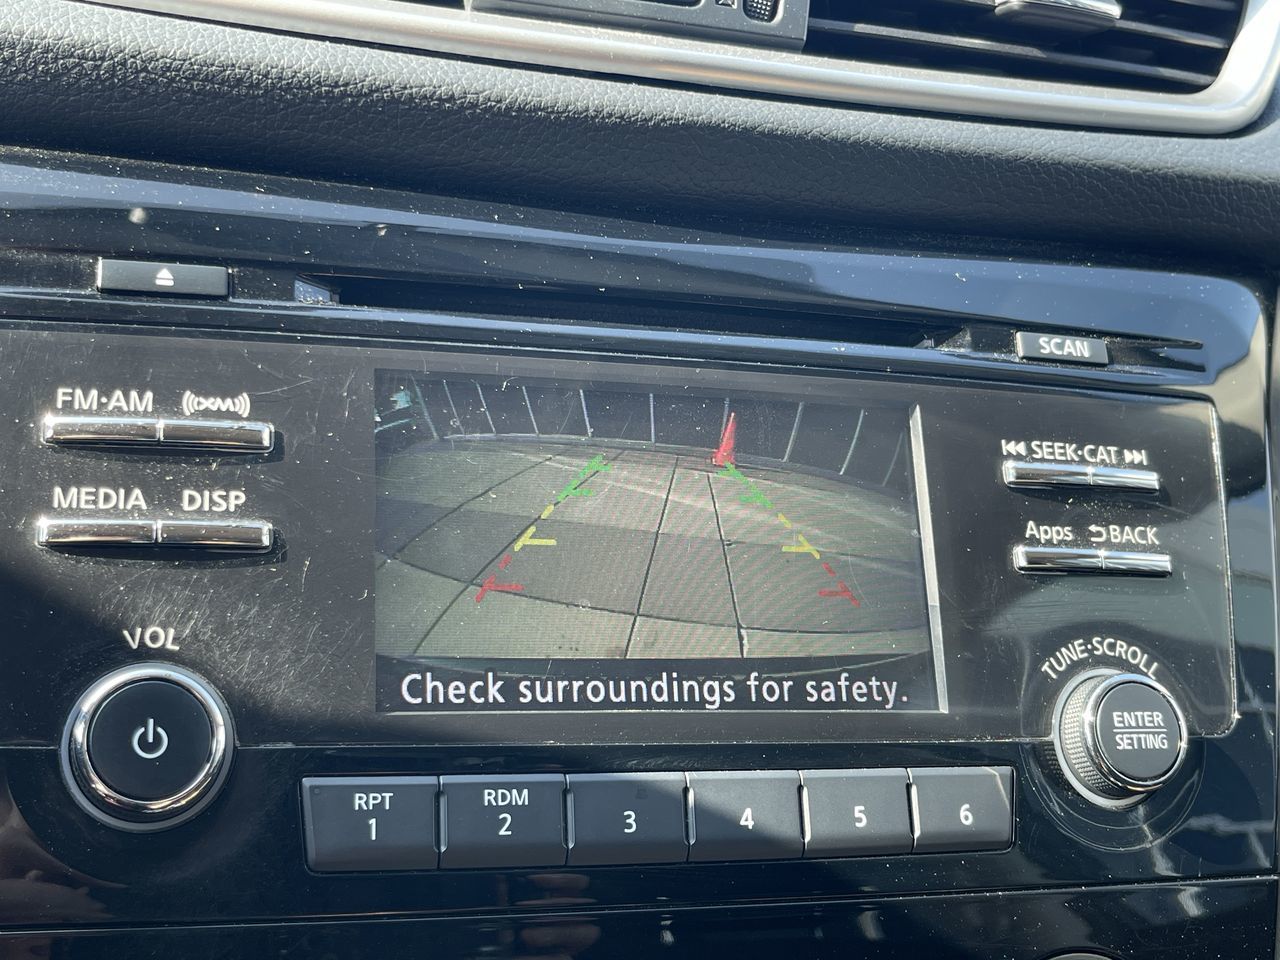 SCAN
FM·AM
((XM))
SEEK·CAT
MEDIA
DISP
Apps
BACK
VOL
TUNE·SCROLL
Check surroundings for safety.
ENTER
SETTING
RPT
1
RDM
2
3
4
5
6